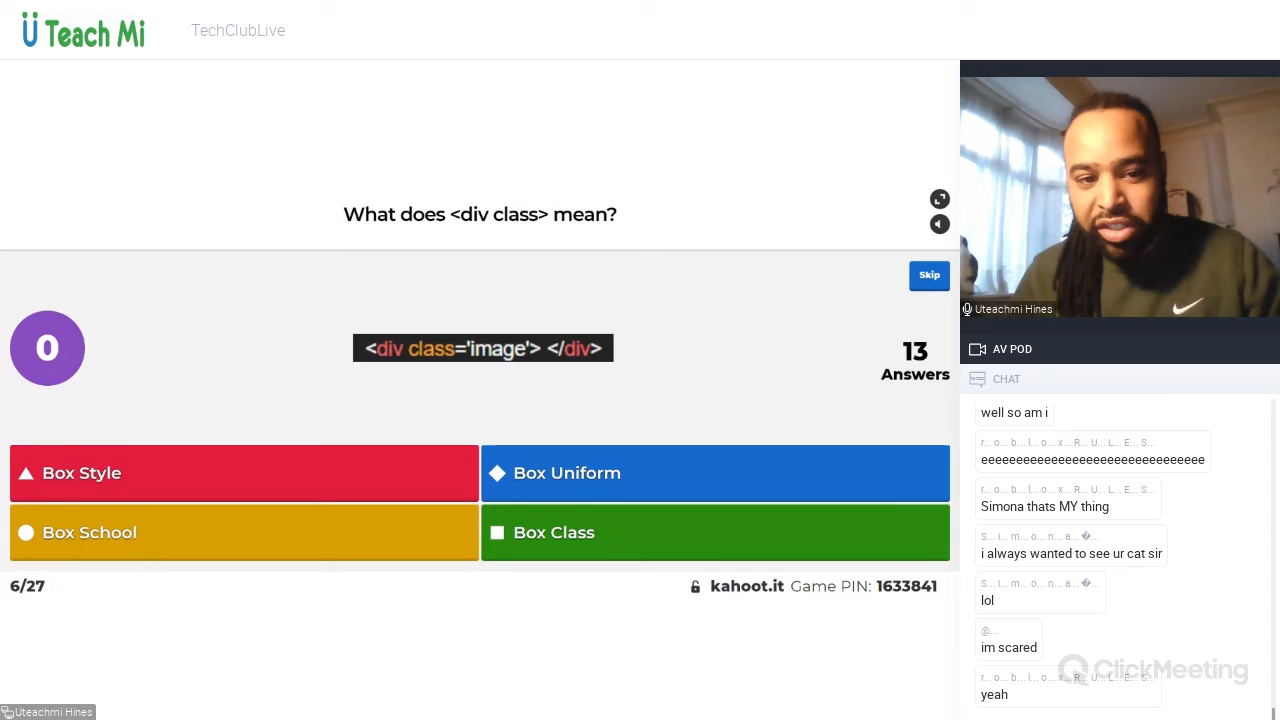 Ü Teach Mi
TechClubLive
What does <div class> mean?
Skip
0
<div class='image'> </div>
13
Answers
Box Style
Box Uniform
Box School
Box Class
6/27
kahoot.it Game PIN: 1633841
Uteachmi Hines
Uteachmi Hines
AV POD
CHAT
well so am i
r... o... b... l... o... x... R... U... L... E... S...
eeeeeeeeeeeeeeeeeeeeeeeeeeeeeeee
r... o... b... l... o... x... R... U... L... E... S...
Simona thats MY thing
S... i... m... o... n... a... �...
i always wanted to see ur cat sir
S... i... m... o... n... a... �...
lol
@...
im scared
ClickMeeting
r... o... b... l... o... x... R... U... L... E... S...
yeah